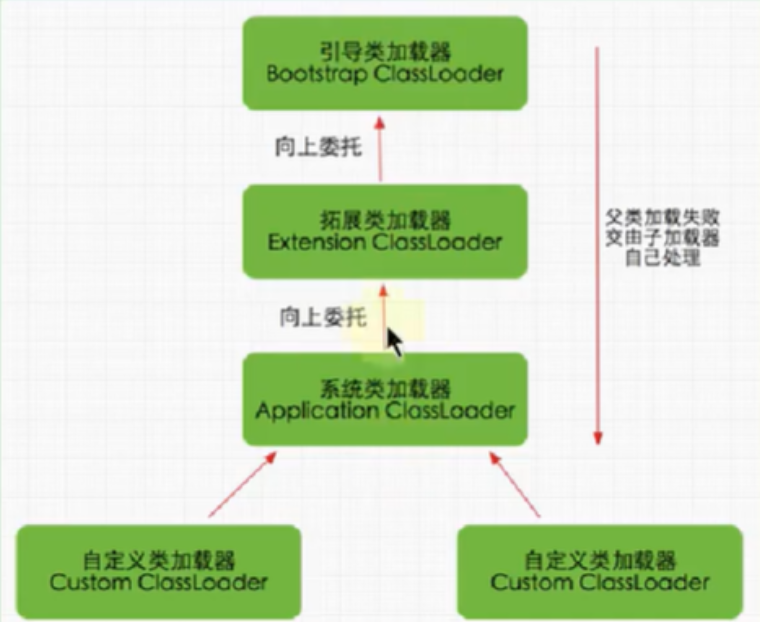 引导类加载器
Bootstrap ClassLoader
向上委托
拓展类加载器
Extension ClassLoader
父类加载失败
交由子加载器
自己处理
向上委托
系统类加载器
Application ClassLoader
自定义类加载器
Custom ClassLoader
自定义类加载器
Custom ClassLoader